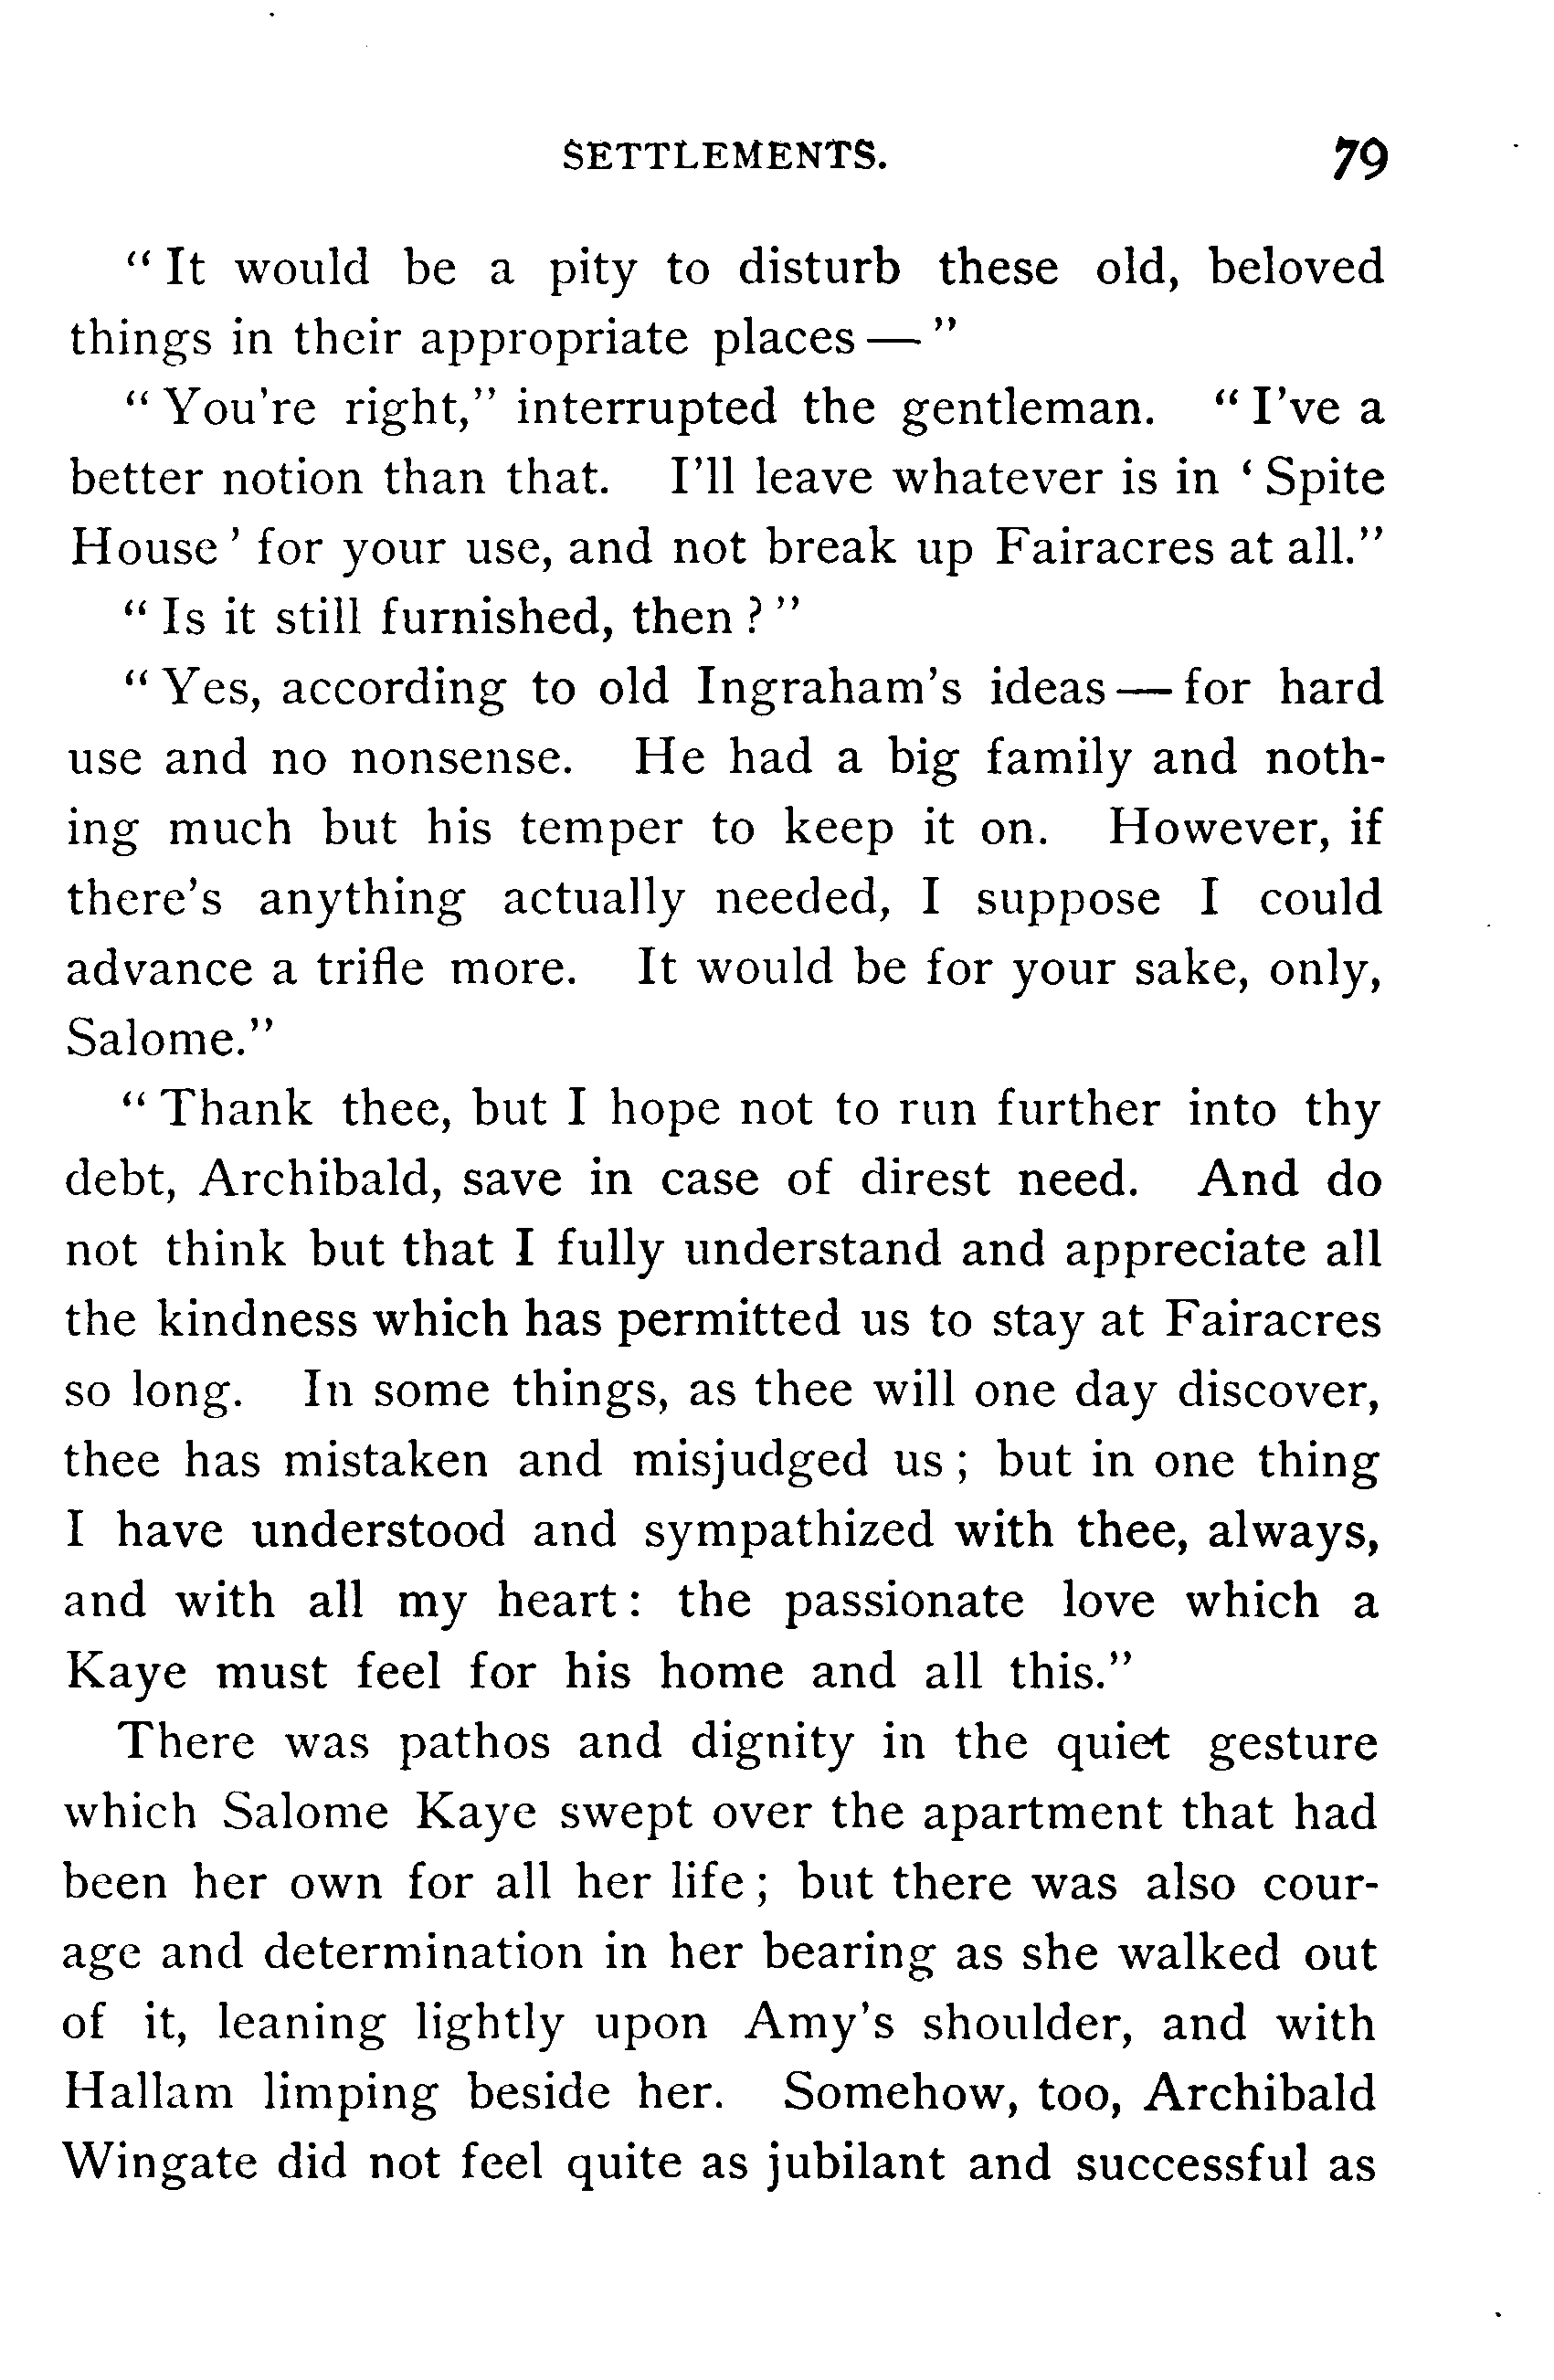 SETTLEMENTS. 79
"It would be a pity to disturb these old, beloved
things in their appropriate places—"
"You're right," interrupted the gentleman. "I've a
better notion than that. I'll leave whatever is in 'Spite
House' for your use, and not break up Fairacres at all."
"Is it still furnished, then?"
"Yes, according to old Ingraham's ideas—for hard
use and no nonsense. He had a big family and noth-
ing much but his temper to keep it on. However, if
there's anything actually needed, I suppose I could
advance a trifle more. It would be for your sake, only,
Salome."
"Thank thee, but I hope not to run further into thy
debt, Archibald, save in case of direst need. And do
not think but that I fully understand and appreciate all
the kindness which has permitted us to stay at Fairacres
so long. In some things, as thee will one day discover,
thee has mistaken and misjudged us; but in one thing
I have understood and sympathized with thee, always,
and with all my heart: the passionate love which a
Kaye must feel for his home and all this."
There was pathos and dignity in the quiet gesture
which Salome Kaye swept over the apartment that had
been her own for all her life; but there was also cour-
age and determination in her bearing as she walked out
of it, leaning lightly upon Amy's shoulder, and with
Hallam limping beside her. Somehow, too, Archibald
Wingate did not feel quite as jubilant and successful as